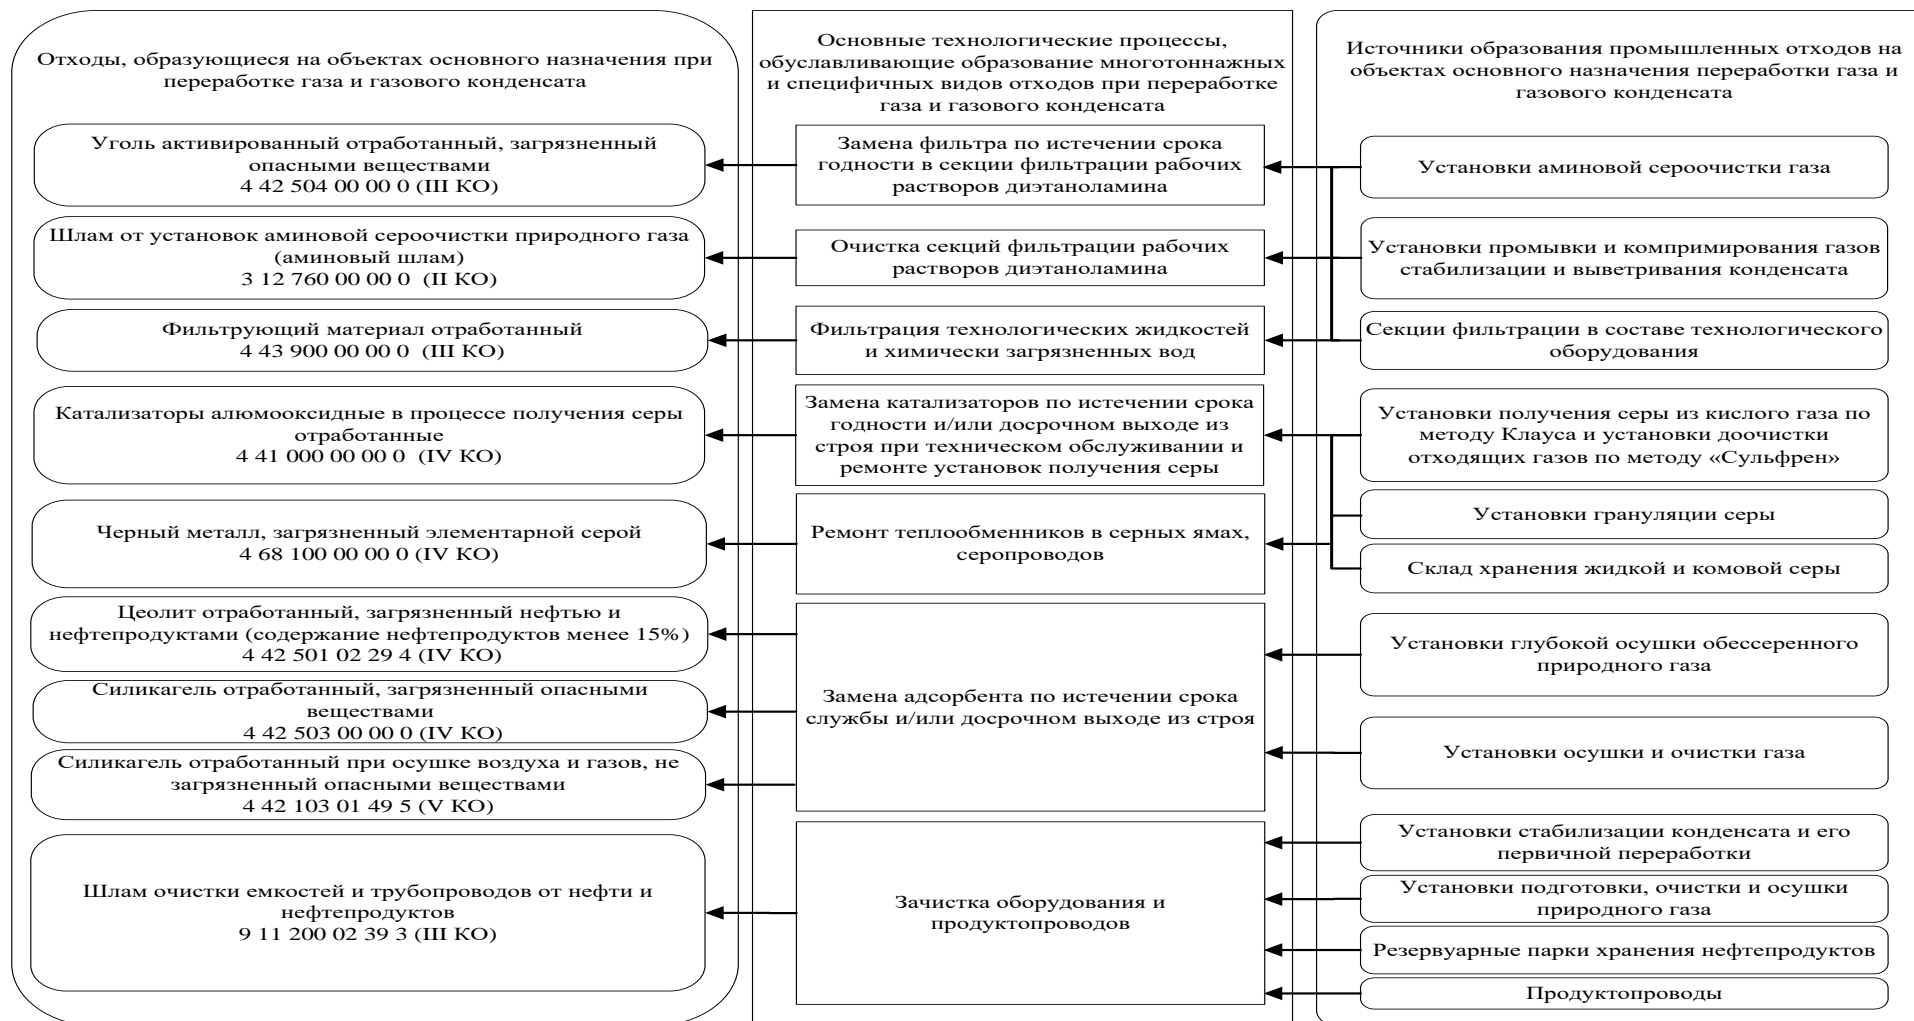 Отходы, образующиеся на объектах основного назначения при
переработке газа и газового конденсата
Уголь активированный отработанный, загрязненный
опасными веществами
4 42 504 00 00 0 (III КО)
Шлам от установок аминовой сероочистки природного газа
(аминовый шлам)
3 12 760 00 00 0 (II КО)
Фильтрующий материал отработанный
4 43 900 00 00 0 (III КО)
Катализаторы алюмооксидные в процессе получения серы
отработанные
4 41 000 00 00 0 (IV КО)
Черный металл, загрязненный элементарной серой
4 68 100 00 00 0 (IV КО)
Цеолит отработанный, загрязненный нефтью и
нефтепродуктами (содержание нефтепродуктов менее 15%)
4 42 501 02 29 4 (IV КО)
Силикагель отработанный, загрязненный опасными
веществами
4 42 503 00 00 0 (IV КО)
Силикагель отработанный при осушке воздуха и газов, не
загрязненный опасными веществами
4 42 103 01 49 5 (V КО)
Шлам очистки емкостей и трубопроводов от нефти и
нефтепродуктов
9 11 200 02 39 3 (III КО)
Основные технологические процессы,
обуславливающие образование многотоннажных
и специфичных видов отходов при переработке
газа и газового конденсата
Замена фильтра по истечении срока
годности в секции фильтрации рабочих
растворов диэтаноламина
Очистка секций фильтрации рабочих
растворов диэтаноламина
Фильтрация технологических жидкостей
и химически загрязненных вод
Замена катализаторов по истечении срока
годности и/или досрочном выходе из
строя при техническом обслуживании и
ремонте установок получения серы
Ремонт теплообменников в серных ямах,
серопроводов
Замена адсорбента по истечении срока
службы и/или досрочном выходе из строя
Зачистка оборудования и
продуктопроводов
Источники образования промышленных отходов на
объектах основного назначения переработки газа и
газового конденсата
Установки аминовой сероочистки газа
Установки промывки и компримирования газов
стабилизации и выветривания конденсата
Секции фильтрации в составе технологического
оборудования
Установки получения серы из кислого газа по
методу Клауса и установки доочистки
отходящих газов по методу «Сульфрен»
Установки грануляции серы
Склад хранения жидкой и комовой серы
Установки глубокой осушки обессеренного
природного газа
Установки осушки и очистки газа
Установки стабилизации конденсата и его
первичной переработки
Установки подготовки, очистки и осушки
природного газа
Резервуарные парки хранения нефтепродуктов
Продуктопроводы